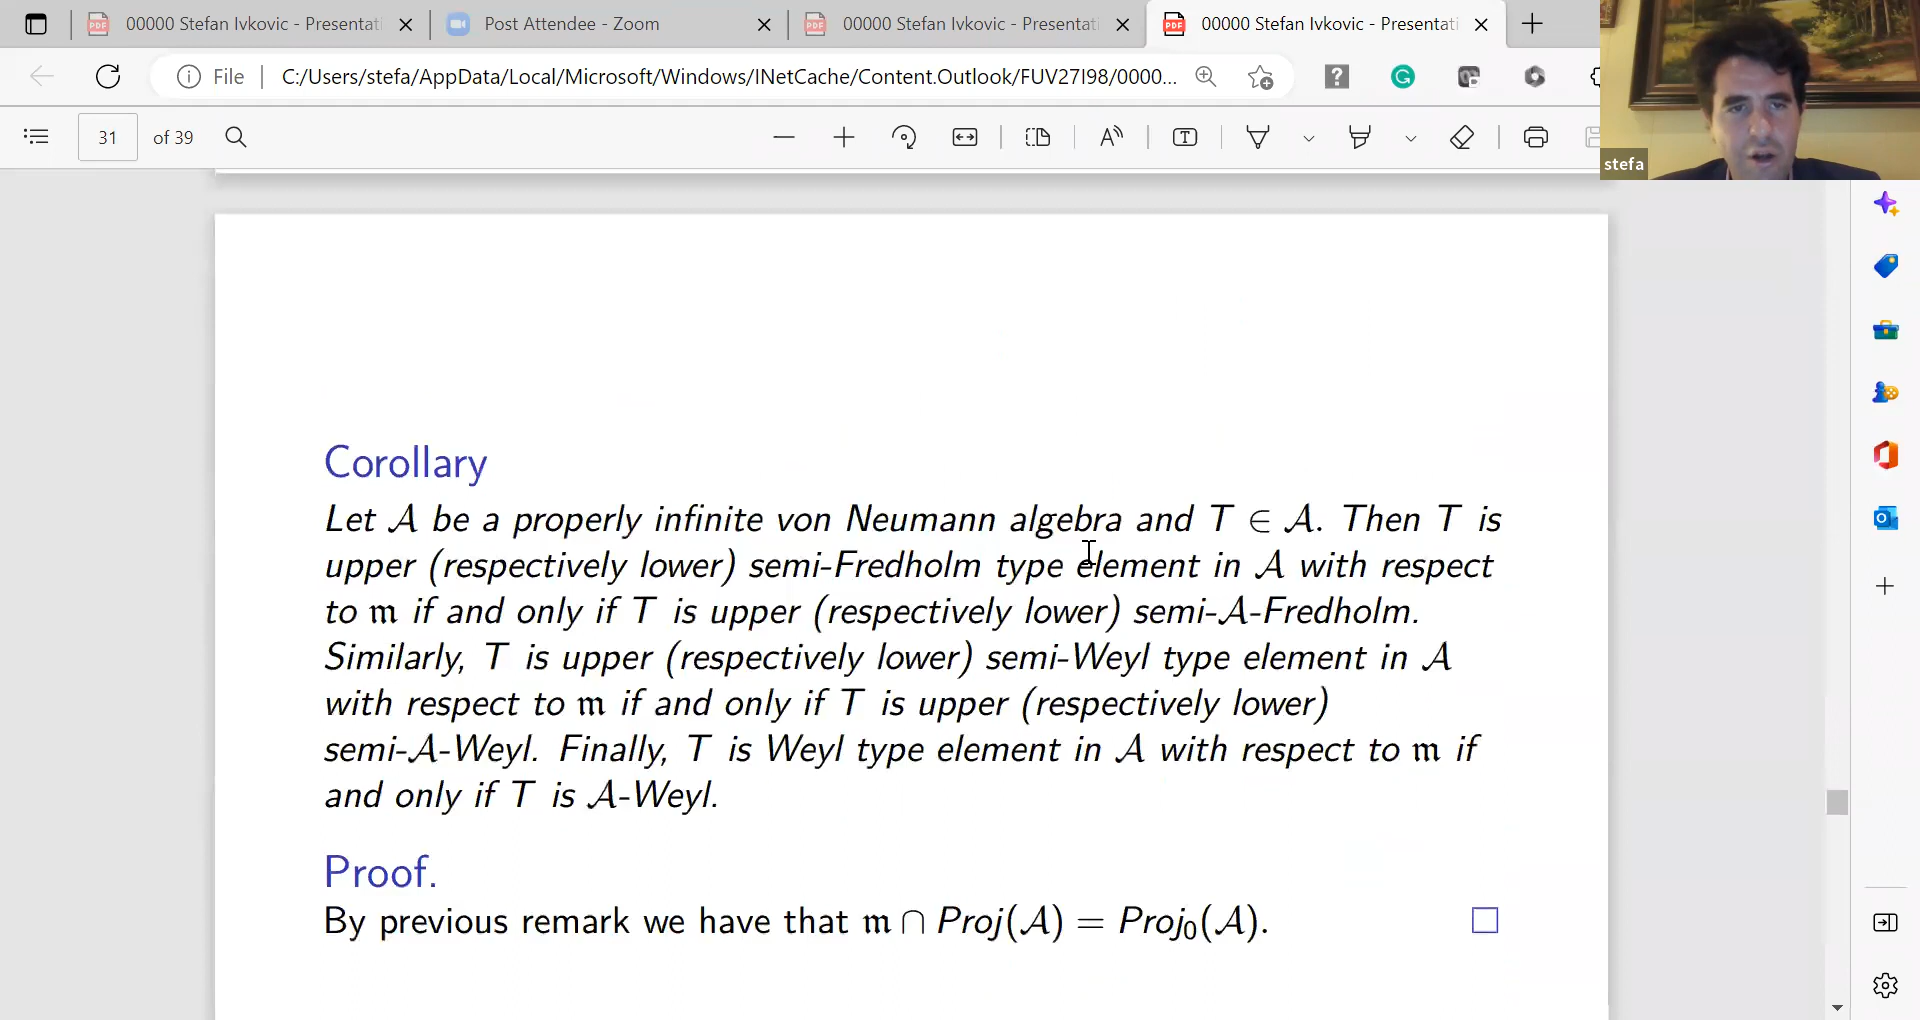 00000 Stefan Ivkovic - Presentati
Post Attendee - Zoom
00000 Stefan Ivkovic - Presentati
00000 Stefan Ivkovic - Presentati
File
C:/Users/stefa/AppData/Local/Microsoft/Windows/INetCache/Content.Outlook/FUV27I98/0000...
31 of 39
stefa
Corollary
Let 𝒜 be a properly infinite von Neumann algebra and T ∈ 𝒜. Then T is
upper (respectively lower) semi-Fredholm type element in 𝒜 with respect
to 𝔪 if and only if T is upper (respectively lower) semi-𝒜-Fredholm.
Similarly, T is upper (respectively lower) semi-Weyl type element in 𝒜
with respect to 𝔪 if and only if T is upper (respectively lower)
semi-𝒜-Weyl. Finally, T is Weyl type element in 𝒜 with respect to 𝔪 if
and only if T is 𝒜-Weyl.
Proof.
By previous remark we have that 𝔪 ∩ Proj(𝒜) = Proj₀(𝒜). □